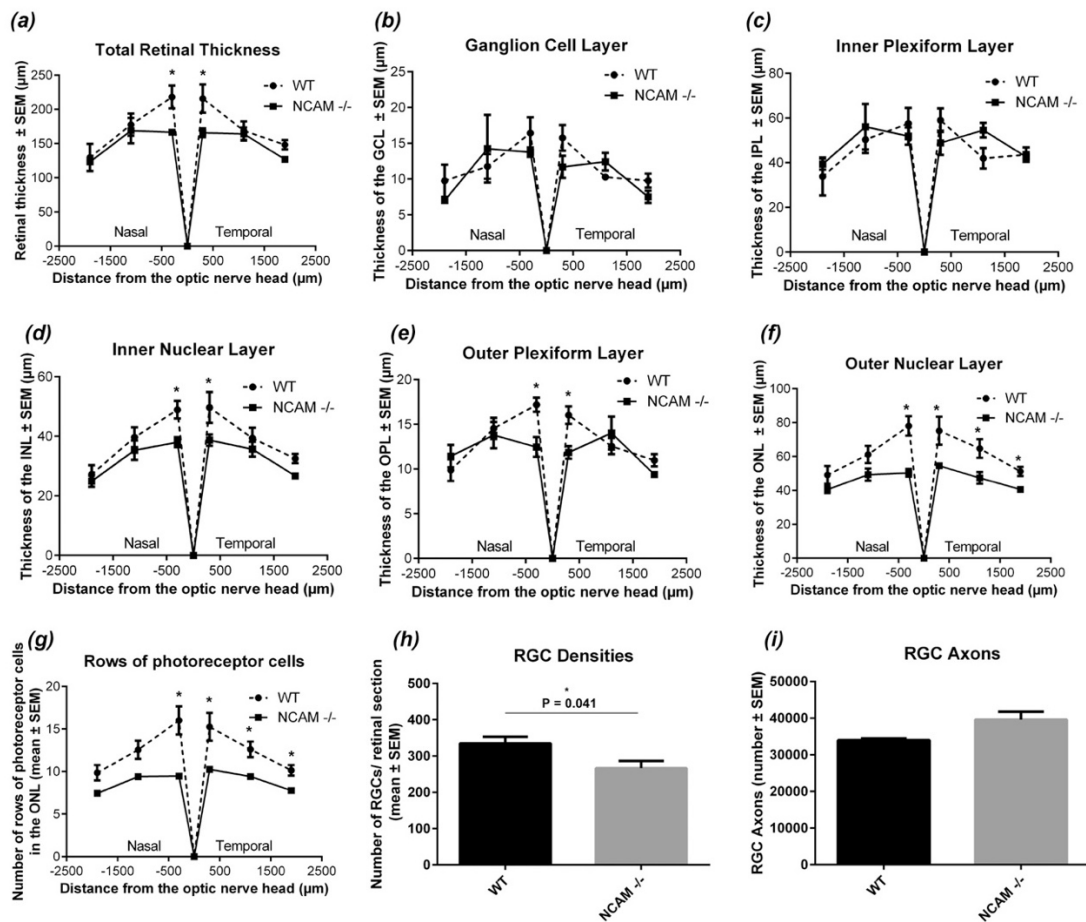 (a)
Total Retinal Thickness
Retinal thickness ± SEM (µm)
250
200
150
100
50
0
* *
WT
NCAM -/-
Nasal Temporal
-2500 -1500 -500 500 1500 2500
Distance from the optic nerve head (µm)
(b)
Ganglion Cell Layer
Thickness of the GCL ± SEM (µm)
25
20
15
10
5
0
WT
NCAM -/-
Nasal Temporal
-2500 -1500 -500 500 1500 2500
Distance from the optic nerve head (µm)
(c)
Inner Plexiform Layer
Thickness of the IPL ± SEM (µm)
80
60
40
20
0
WT
NCAM -/-
Nasal Temporal
-2500 -1500 -500 500 1500 2500
Distance from the optic nerve head (µm)
(d)
Inner Nuclear Layer
Thickness of the INL ± SEM (µm)
60
40
20
0
* *
WT
NCAM -/-
Nasal Temporal
-2500 -1500 -500 500 1500 2500
Distance from the optic nerve head (µm)
(e)
Outer Plexiform Layer
Thickness of the OPL ± SEM (µm)
20
15
10
5
0
* *
WT
NCAM -/-
Nasal Temporal
-2500 -1500 -500 500 1500 2500
Distance from the optic nerve head (µm)
(f)
Outer Nuclear Layer
Thickness of the ONL ± SEM (µm)
100
80
60
40
20
0
* * * *
WT
NCAM -/-
Nasal Temporal
-2500 -1500 -500 500 1500 2500
Distance from the optic nerve head (µm)
(g)
Rows of photoreceptor cells
Number of rows of photoreceptor cells
in the ONL (mean ± SEM)
20
15
10
5
0
* * * *
WT
NCAM -/-
Nasal Temporal
-2500 -1500 -500 500 1500 2500
Distance from the optic nerve head (µm)
(h)
RGC Densities
Number of RGCs/ retinal section
(mean ± SEM)
500
400
300
200
100
0
*
P = 0.041
WT
NCAM -/-
(i)
RGC Axons
RGC Axons (number ± SEM)
50000
40000
30000
20000
10000
0
WT
NCAM -/-